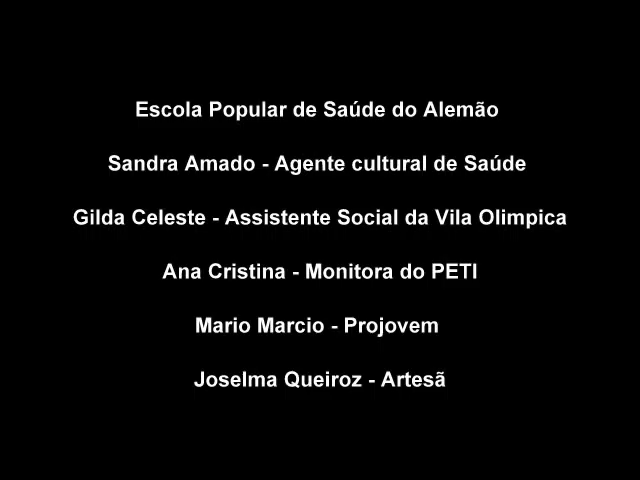 Escola Popular de Saúde do Alemão
Sandra Amado - Agente cultural de Saúde
Gilda Celeste - Assistente Social da Vila Olimpica
Ana Cristina - Monitora do PETI
Mario Marcio - Projovem
Joselma Queiroz - Artesã